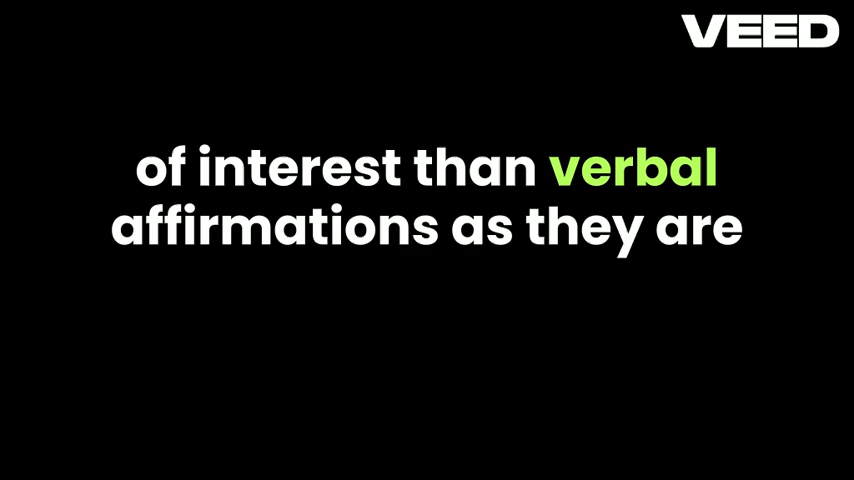 VEED
of interest than verbal
affirmations as they are